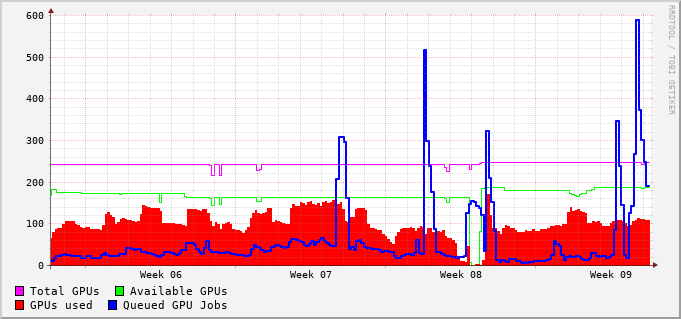 600
500
400
300
200
100
0
Week 06 Week 07 Week 08 Week 09
Total GPUs Available GPUs
GPUs used Queued GPU Jobs
RRDTOOL / TOBI OETIKER